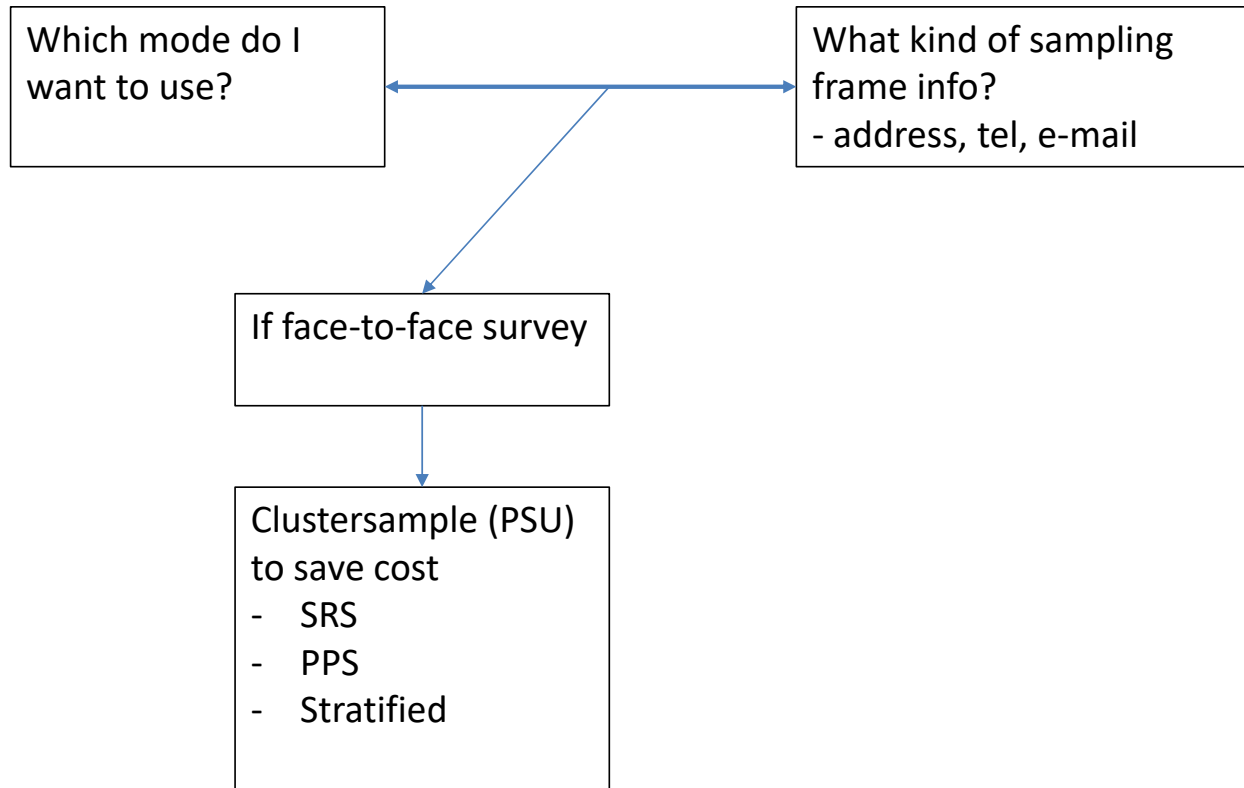 Which mode do I
want to use?
What kind of sampling
frame info?
- address, tel, e-mail
If face-to-face survey
Clustersample (PSU)
to save cost
- SRS
- PPS
- Stratified